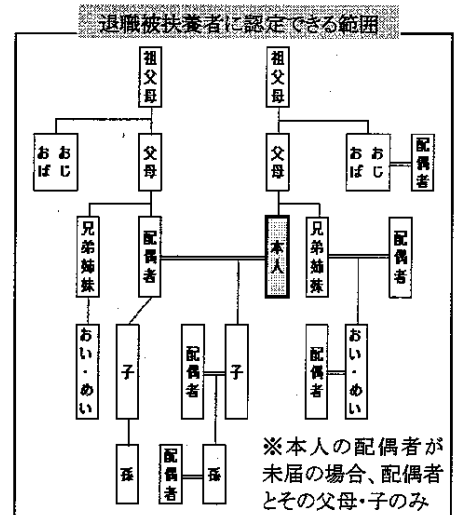 退職被扶養者に認定できる範囲
祖父母
祖父母
おじ
おば
父母
父母
おじ
おば
配偶者
兄弟姉妹
配偶者
本人
兄弟姉妹
配偶者
おい・めい
子
配偶者
子
配偶者
おい・めい
孫
配偶者
孫
※本人の配偶者が
未届の場合、配偶者
とその父母・子のみ